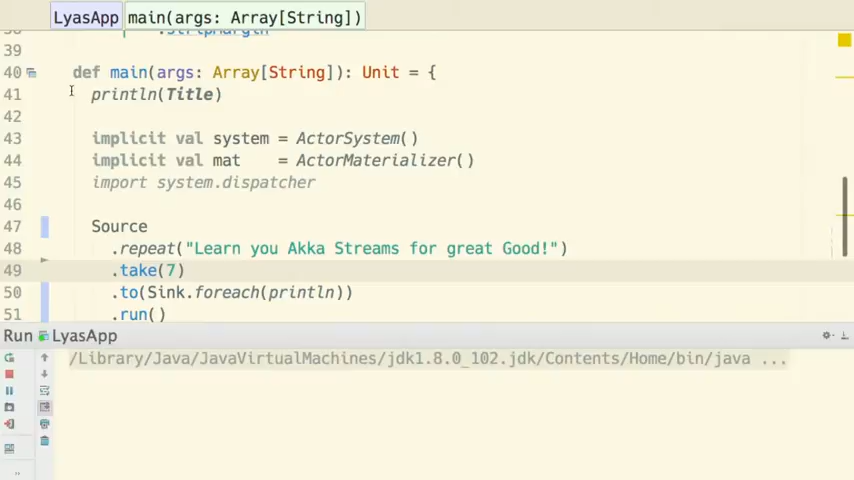 LyasApp main(args: Array[String])
38 .stripMargin
39
40 def main(args: Array[String]): Unit = {
41 println(Title)
42
43 implicit val system = ActorSystem()
44 implicit val mat    = ActorMaterializer()
45 import system.dispatcher
46
47 Source
48 .repeat("Learn you Akka Streams for great Good!")
49 .take(7)
50 .to(Sink.foreach(println))
51 .run()
Run LyasApp
/Library/Java/JavaVirtualMachines/jdk1.8.0_102.jdk/Contents/Home/bin/java ...